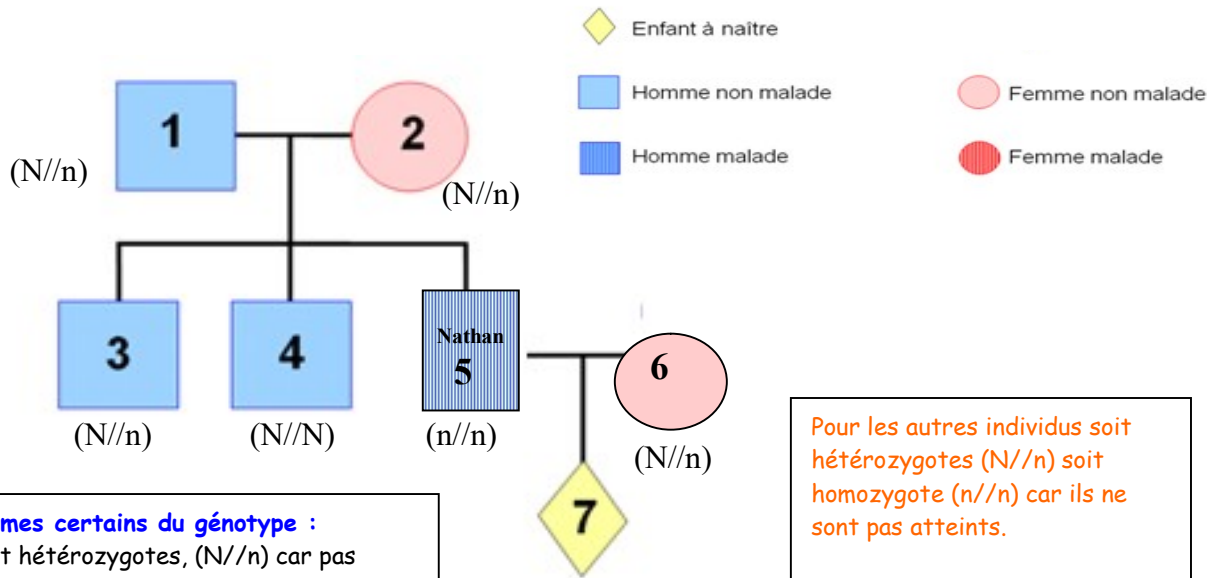 Enfant à naître
Homme non malade
Femme non malade
Homme malade
Femme malade
1
2
(N//n)
(N//n)
3
4
Nathan
5
6
(N//n)
(N//N)
(n//n)
(N//n)
7
Pour les autres individus soit
hétérozygotes (N//n) soit
homozygote (n//n) car ils ne
sont pas atteints.
certains du génotype :
hétérozygotes, (N//n) car pas